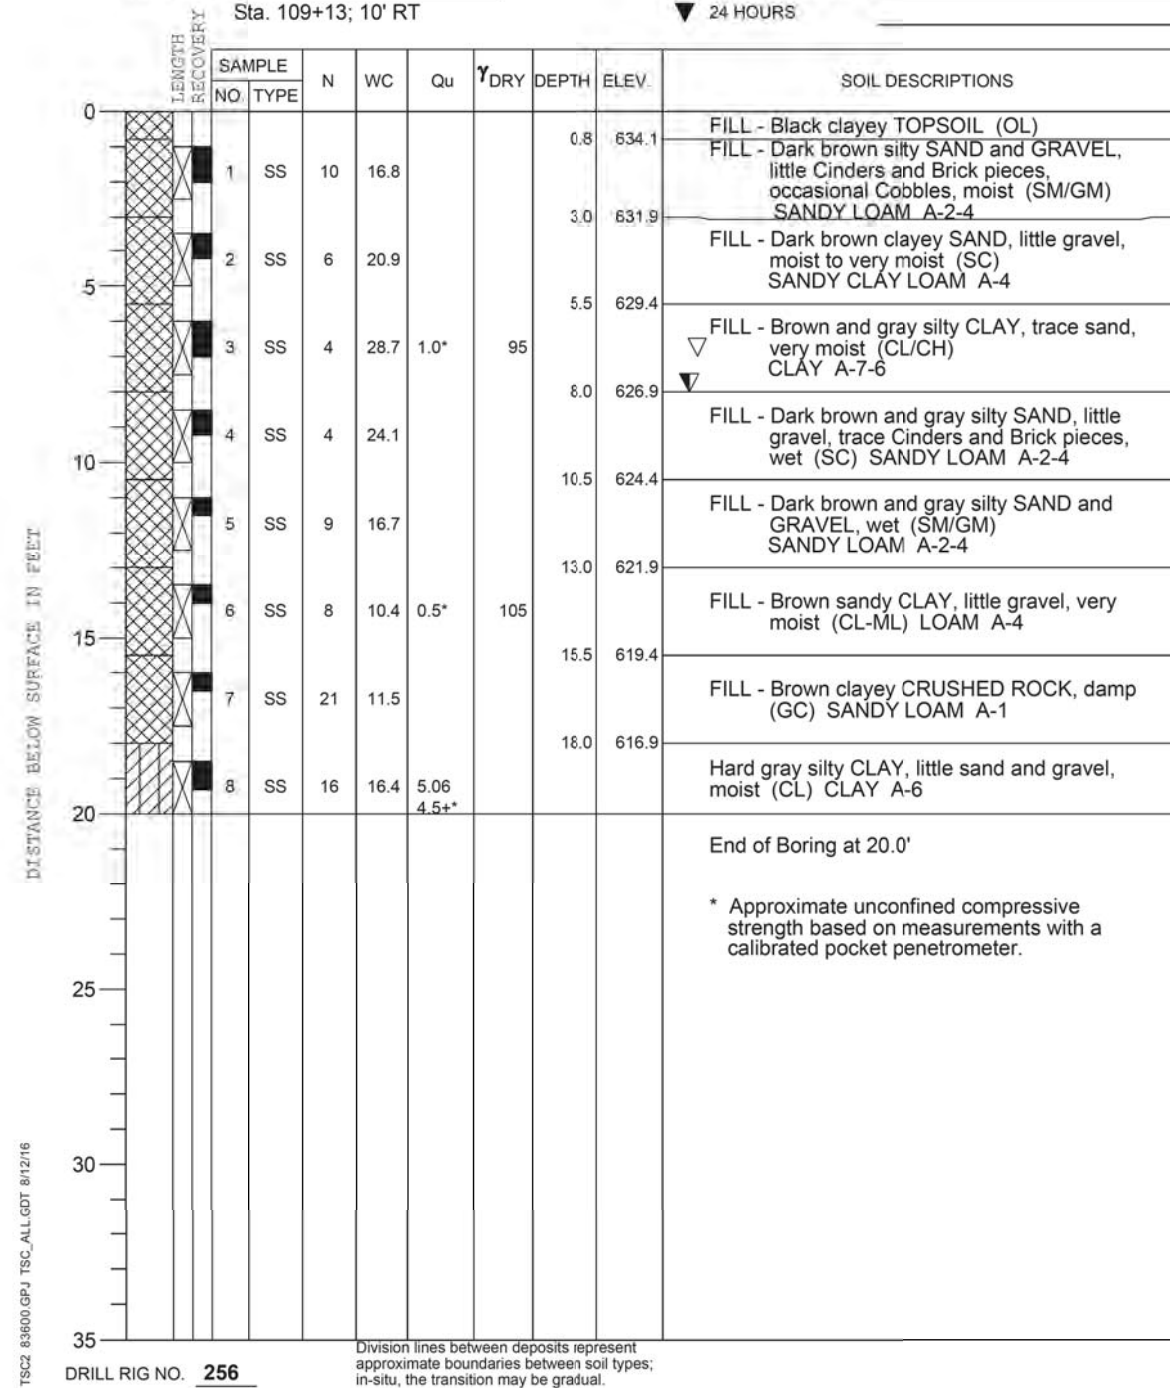 Sta. 109+13; 10' RT
▼ 24 HOURS
LENGTH
RECOVERY
SAMPLE
NO. TYPE
N
WC
Qu
γDRY
DEPTH
ELEV.
SOIL DESCRIPTIONS
0
FILL - Black clayey TOPSOIL (OL)
0.8 634.1
FILL - Dark brown silty SAND and GRAVEL,
little Cinders and Brick pieces,
occasional Cobbles, moist (SM/GM)
SANDY LOAM A-2-4
1 SS 10 16.8
3.0 631.9
FILL - Dark brown clayey SAND, little gravel,
moist to very moist (SC)
SANDY CLAY LOAM A-4
2 SS 6 20.9
5
5.5 629.4
FILL - Brown and gray silty CLAY, trace sand,
very moist (CL/CH)
CLAY A-7-6
3 SS 4 28.7 1.0* 95
8.0 626.9
FILL - Dark brown and gray silty SAND, little
gravel, trace Cinders and Brick pieces,
wet (SC) SANDY LOAM A-2-4
4 SS 4 24.1
10
10.5 624.4
FILL - Dark brown and gray silty SAND and
GRAVEL, wet (SM/GM)
SANDY LOAM A-2-4
5 SS 9 16.7
13.0 621.9
FILL - Brown sandy CLAY, little gravel, very
moist (CL-ML) LOAM A-4
6 SS 8 10.4 0.5* 105
15
15.5 619.4
FILL - Brown clayey CRUSHED ROCK, damp
(GC) SANDY LOAM A-1
7 SS 21 11.5
18.0 616.9
Hard gray silty CLAY, little sand and gravel,
moist (CL) CLAY A-6
8 SS 16 16.4 5.06
4.5+*
20
End of Boring at 20.0'
* Approximate unconfined compressive
strength based on measurements with a
calibrated pocket penetrometer.
25
30
35
DISTANCE BELOW SURFACE IN FEET
TSC2 83600.GPJ TSC_ALL.GDT 8/12/16
DRILL RIG NO. 256
Division lines between deposits represent
approximate boundaries between soil types;
in-situ, the transition may be gradual.